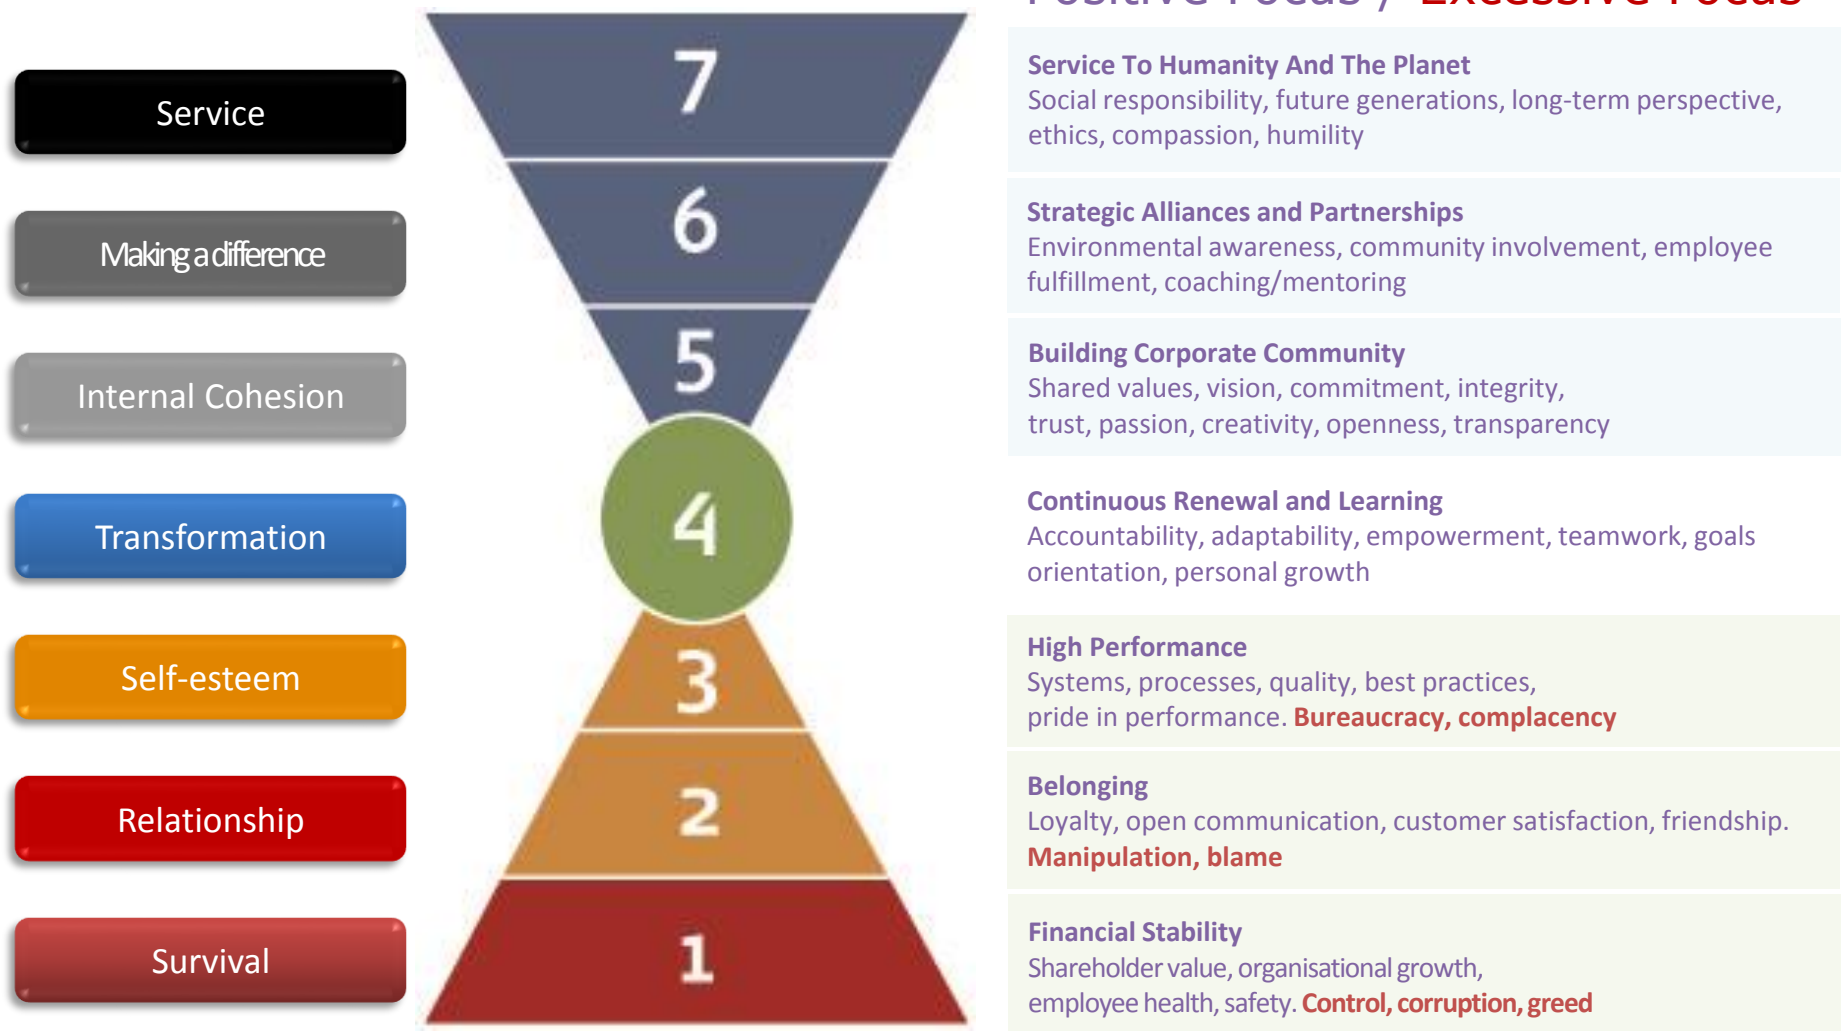 Positive Focus / Excessive Focus
Service
7
Service To Humanity And The Planet
Social responsibility, future generations, long-term perspective,
ethics, compassion, humility
Making a difference
6
Strategic Alliances and Partnerships
Environmental awareness, community involvement, employee
fulfillment, coaching/mentoring
Internal Cohesion
5
Building Corporate Community
Shared values, vision, commitment, integrity,
trust, passion, creativity, openness, transparency
Transformation
4
Continuous Renewal and Learning
Accountability, adaptability, empowerment, teamwork, goals
orientation, personal growth
Self-esteem
3
High Performance
Systems, processes, quality, best practices,
pride in performance. Bureaucracy, complacency
Relationship
2
Belonging
Loyalty, open communication, customer satisfaction, friendship.
Manipulation, blame
Survival
1
Financial Stability
Shareholder value, organisational growth,
employee health, safety. Control, corruption, greed